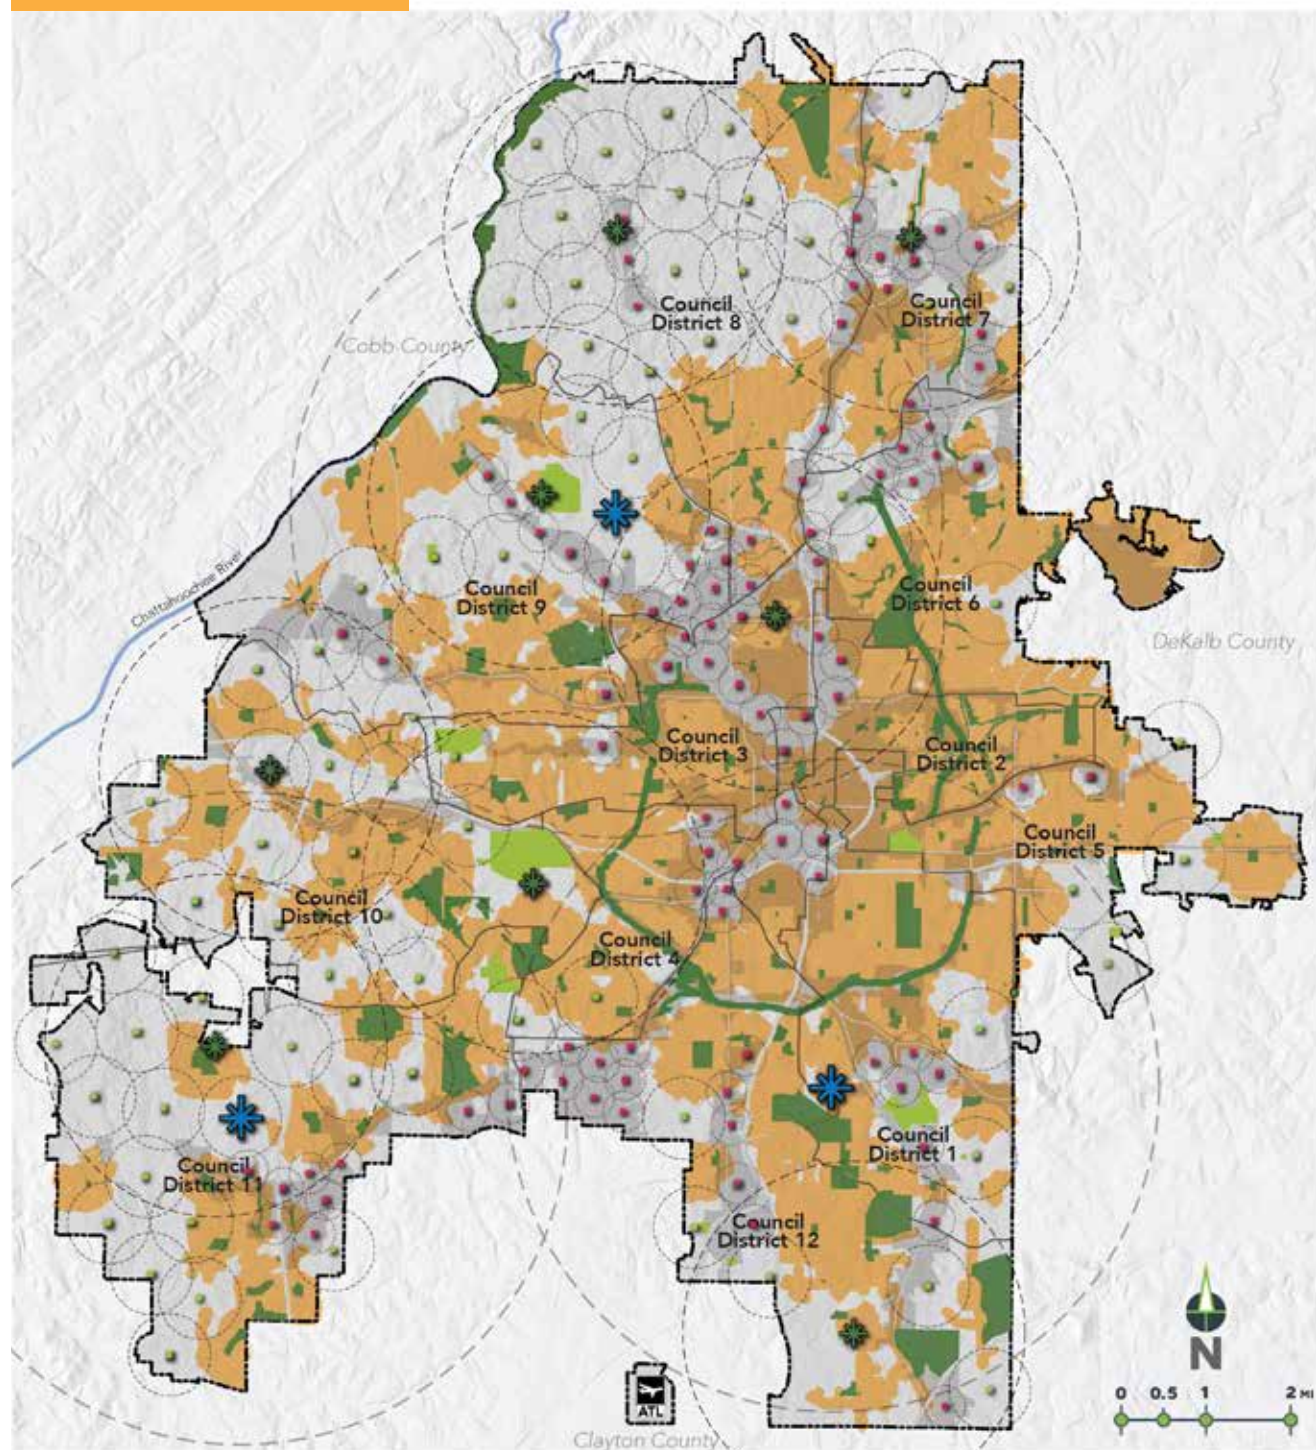 Council
District 8
Council
District 7
Cobb County
Chattahoochee River
Council
District 9
Council
District 6
DeKalb County
Council
District 3
Council
District 2
Council
District 5
Council
District 10
Council
District 4
Council
District 1
Council
District 11
Council
District 12
N
0 0.5 1 2 MI
ATL
Clayton County